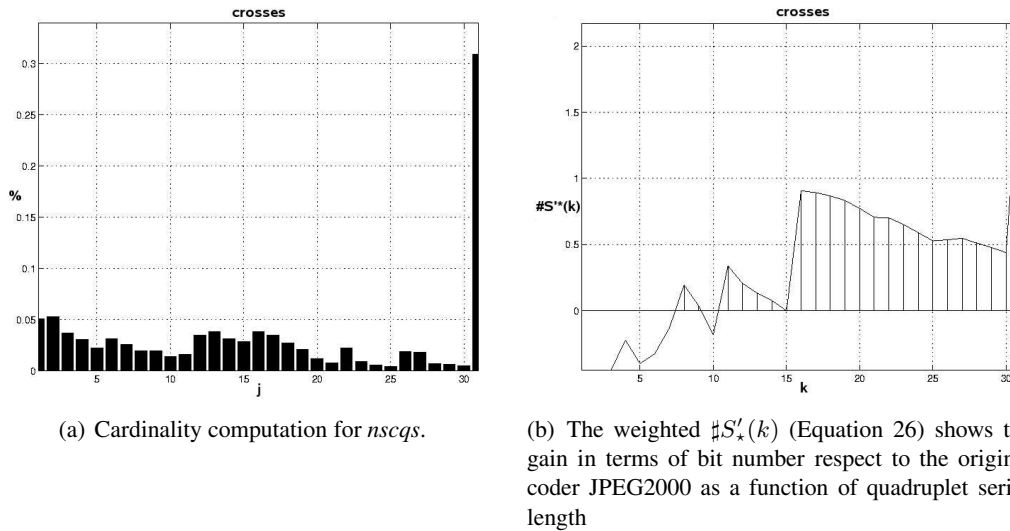 crosses
0.3
0.25
0.2
%
0.15
0.1
0.05
0
5 10 15 20 25 30
j
(a) Cardinality computation for nscqs.
crosses
2
1.5
1
#S'*(k)
0.5
0
5 10 15 20 25 30
k
(b) The weighted ♯S′⋆(k) (Equation 26) shows t
gain in terms of bit number respect to the origin
coder JPEG2000 as a function of quadruplet seri
length